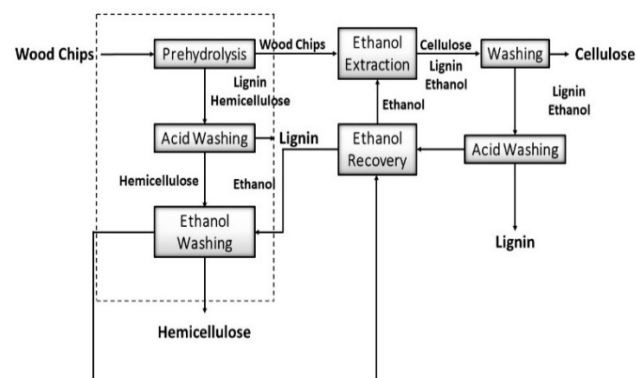 Wood Chips
Prehydrolysis
Wood Chips
Ethanol
Extraction
Cellulose
Lignin
Ethanol
Washing
Cellulose
Lignin
Hemicellulose
Ethanol
Lignin
Ethanol
Acid Washing
Lignin
Ethanol
Recovery
Acid Washing
Hemicellulose
Ethanol
Ethanol
Washing
Lignin
Hemicellulose